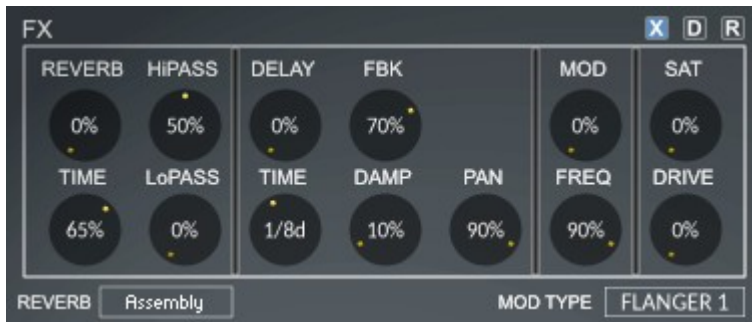 FX X D R
REVERB HiPASS DELAY FBK MOD SAT
0% 50% 0% 70% 0% 0%
TIME LoPASS TIME DAMP PAN FREQ DRIVE
65% 0% 1/8d 10% 90% 90% 0%
REVERB Assembly MOD TYPE FLANGER 1